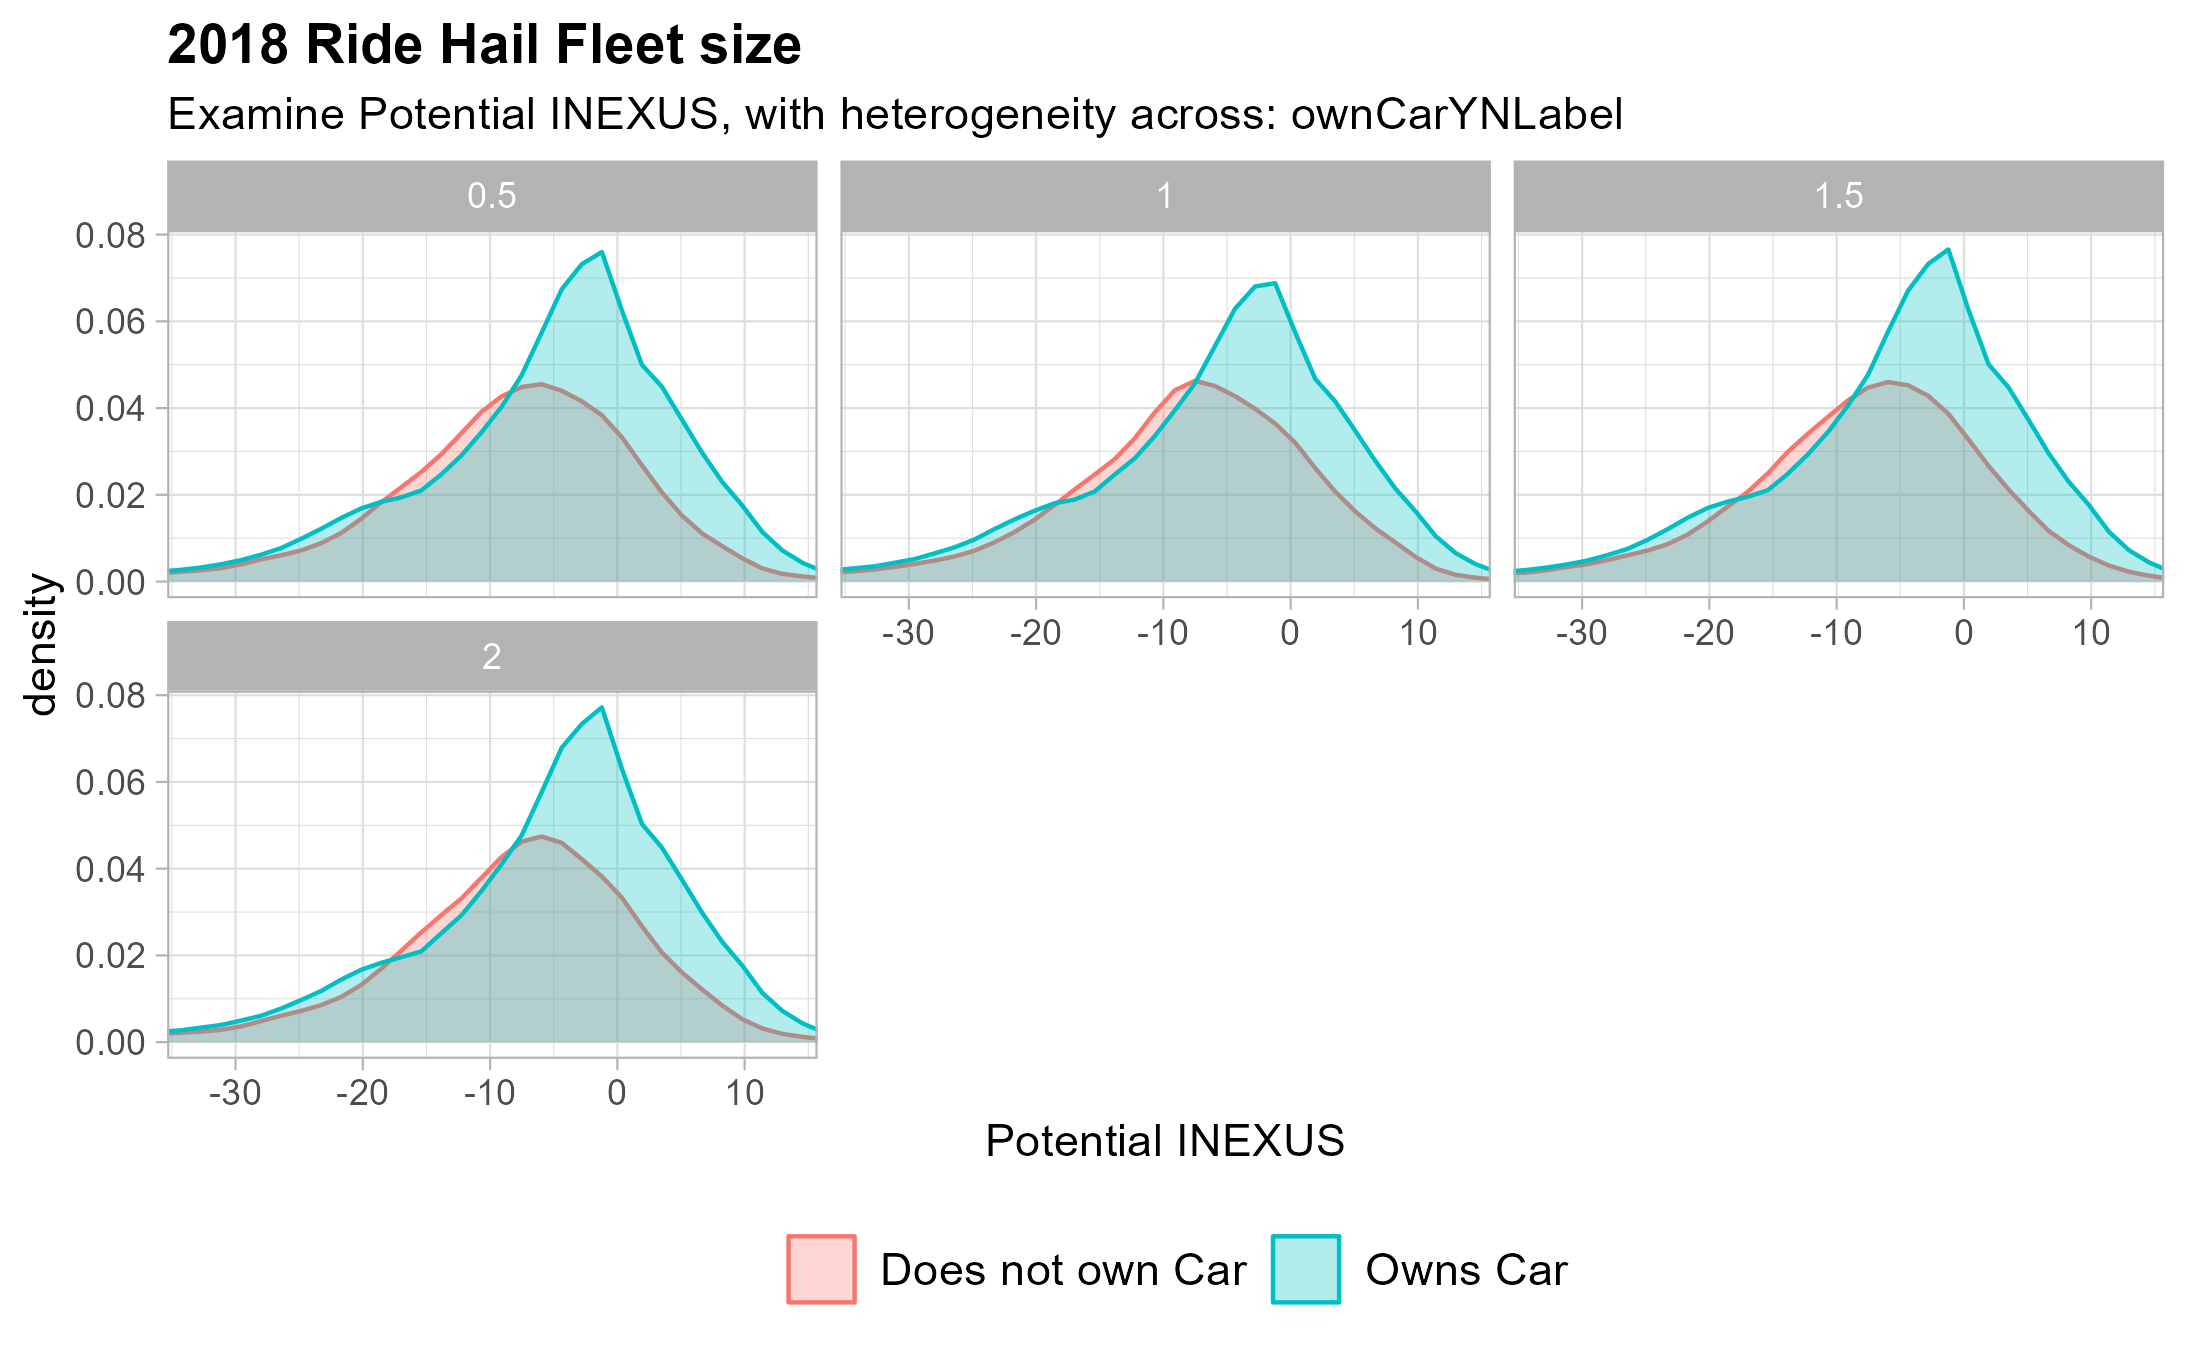 2018 Ride Hail Fleet size
Examine Potential INEXUS, with heterogeneity across: ownCarYNLabel
0.5
1
1.5
0.08
0.06
0.04
0.02
0.00
-30 -20 -10 0 10
-30 -20 -10 0 10
2
0.08
0.06
0.04
0.02
0.00
-30 -20 -10 0 10
density
Potential INEXUS
Does not own Car
Owns Car